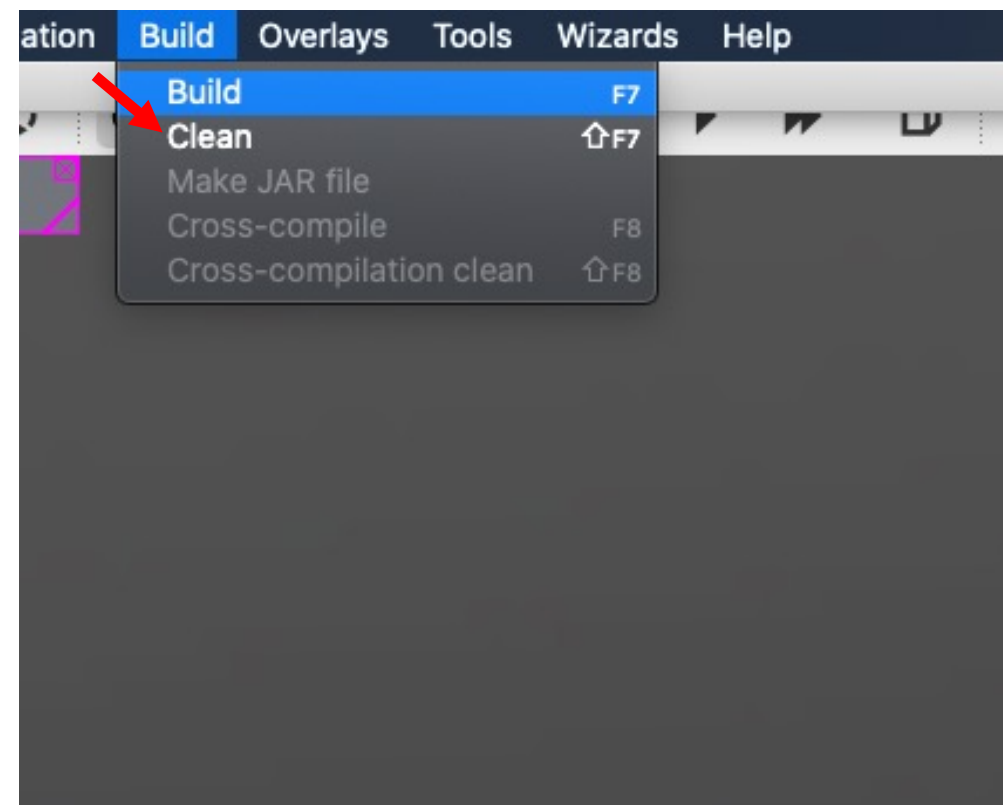 ation Build Overlays Tools Wizards Help
Build F7
Clean ⇧F7
Make JAR file
Cross-compile F8
Cross-compilation clean ⇧F8